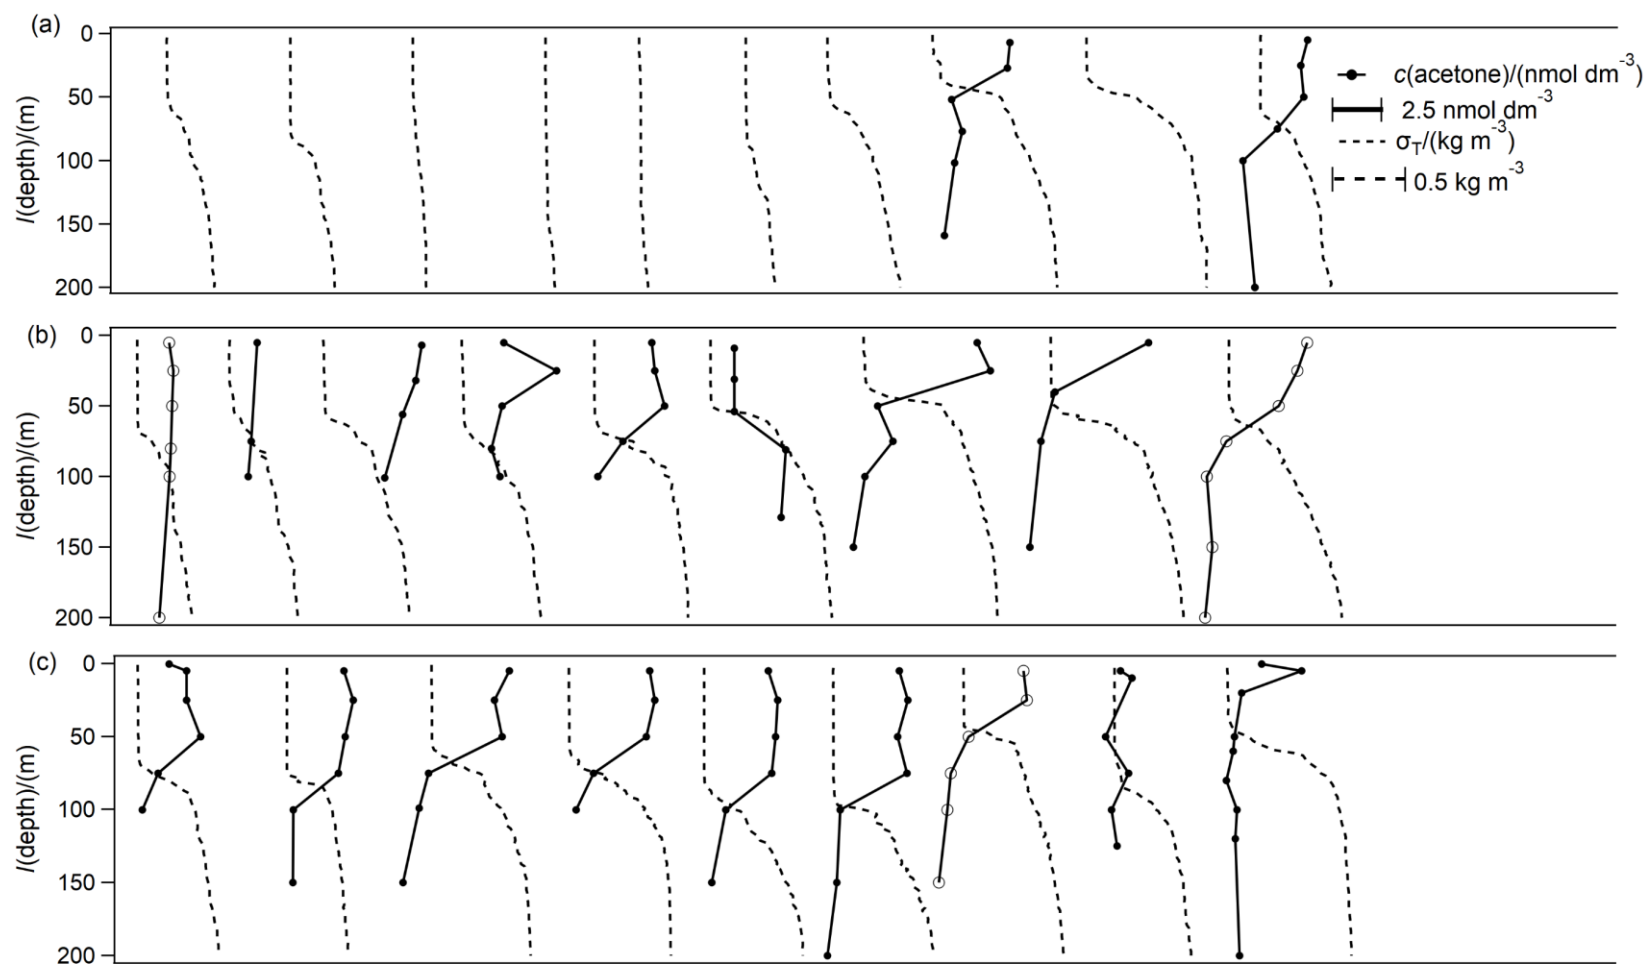 (a)
0
50
100
150
200
l(depth)/(m)
c(acetone)/(nmol dm⁻³)
2.5 nmol dm⁻³
σ_T/(kg m⁻³)
0.5 kg m⁻³
(b)
0
50
100
150
200
l(depth)/(m)
(c)
0
50
100
150
200
l(depth)/(m)